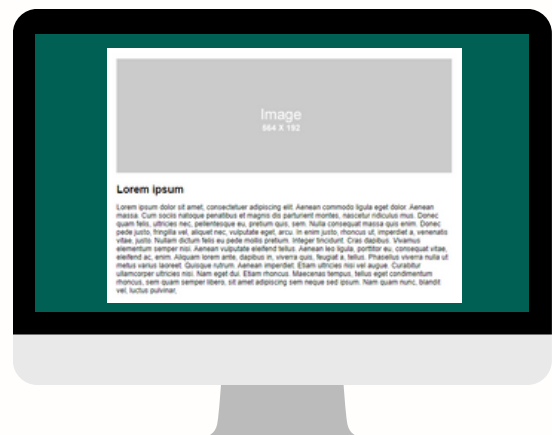 Image
664 X 192
Lorem ipsum
Lorem ipsum dolor sit amet, consectetuer adipiscing elit. Aenean commodo ligula eget dolor. Aenean
massa. Cum sociis natoque penatibus et magnis dis parturient montes, nascetur ridiculus mus. Donec
quam felis, ultricies nec, pellentesque eu, pretium quis, sem. Nulla consequat massa quis enim. Donec
pede justo, fringilla vel, aliquet nec, vulputate eget, arcu. In enim justo, rhoncus ut, imperdiet a, venenatis
vitae, justo. Nullam dictum felis eu pede mollis pretium. Integer tincidunt. Cras dapibus. Vivamus
elementum semper nisi. Aenean vulputate eleifend tellus. Aenean leo ligula, porttitor eu, consequat vitae,
eleifend ac, enim. Aliquam lorem ante, dapibus in, viverra quis, feugiat a, tellus. Phasellus viverra nulla ut
metus varius laoreet. Quisque rutrum. Aenean imperdiet. Etiam ultricies nisi vel augue. Curabitur
ullamcorper ultricies nisi. Nam eget dui. Etiam rhoncus. Maecenas tempus, tellus eget condimentum
rhoncus, sem quam semper libero, sit amet adipiscing sem neque sed ipsum. Nam quam nunc, blandit
vel, luctus pulvinar,